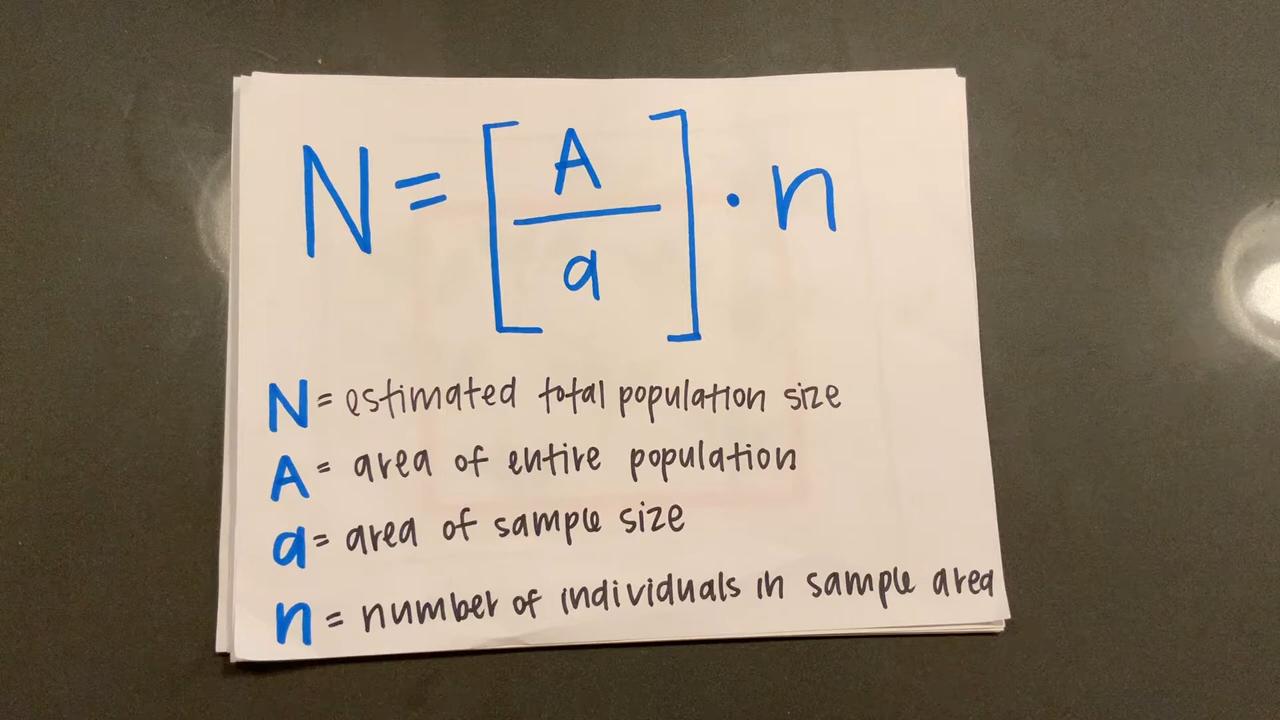 N = [A/a] · n
N = estimated total population size
A = area of entire population
a = area of sample size
n = number of individuals in sample area